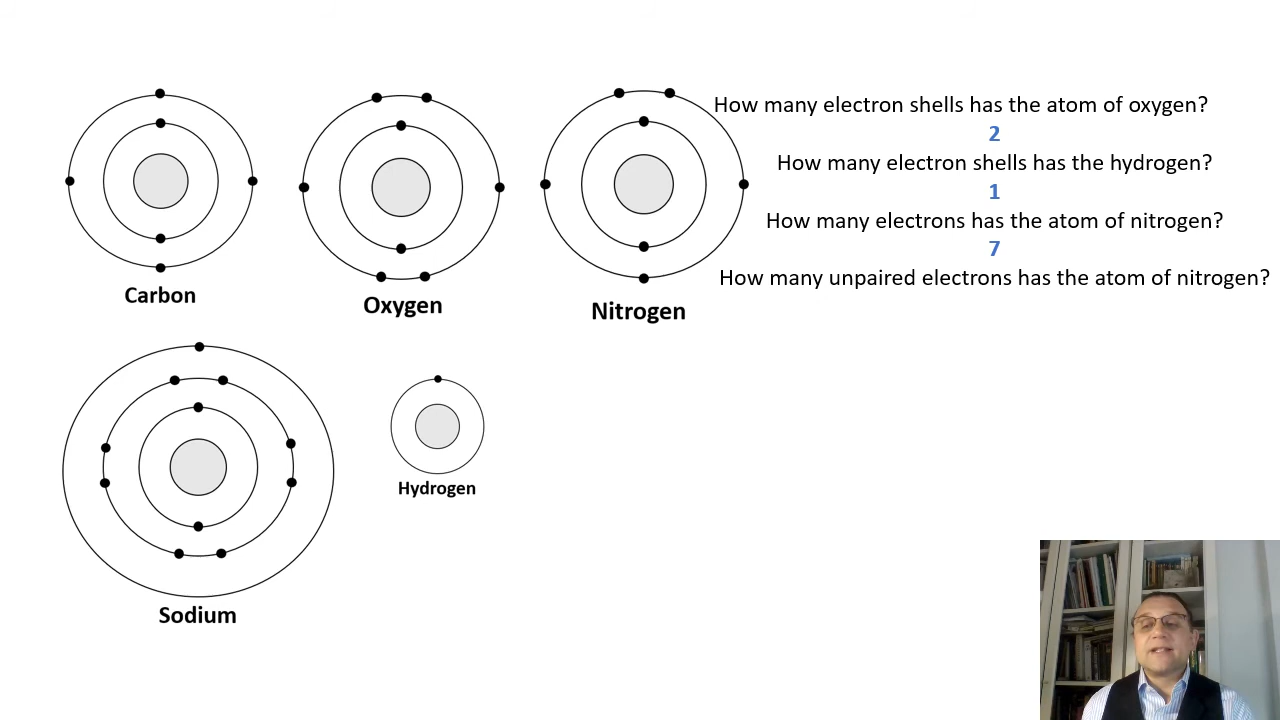 How many electron shells has the atom of oxygen?
2
How many electron shells has the hydrogen?
1
How many electrons has the atom of nitrogen?
7
How many unpaired electrons has the atom of nitrogen?
Carbon
Oxygen
Nitrogen
Sodium
Hydrogen